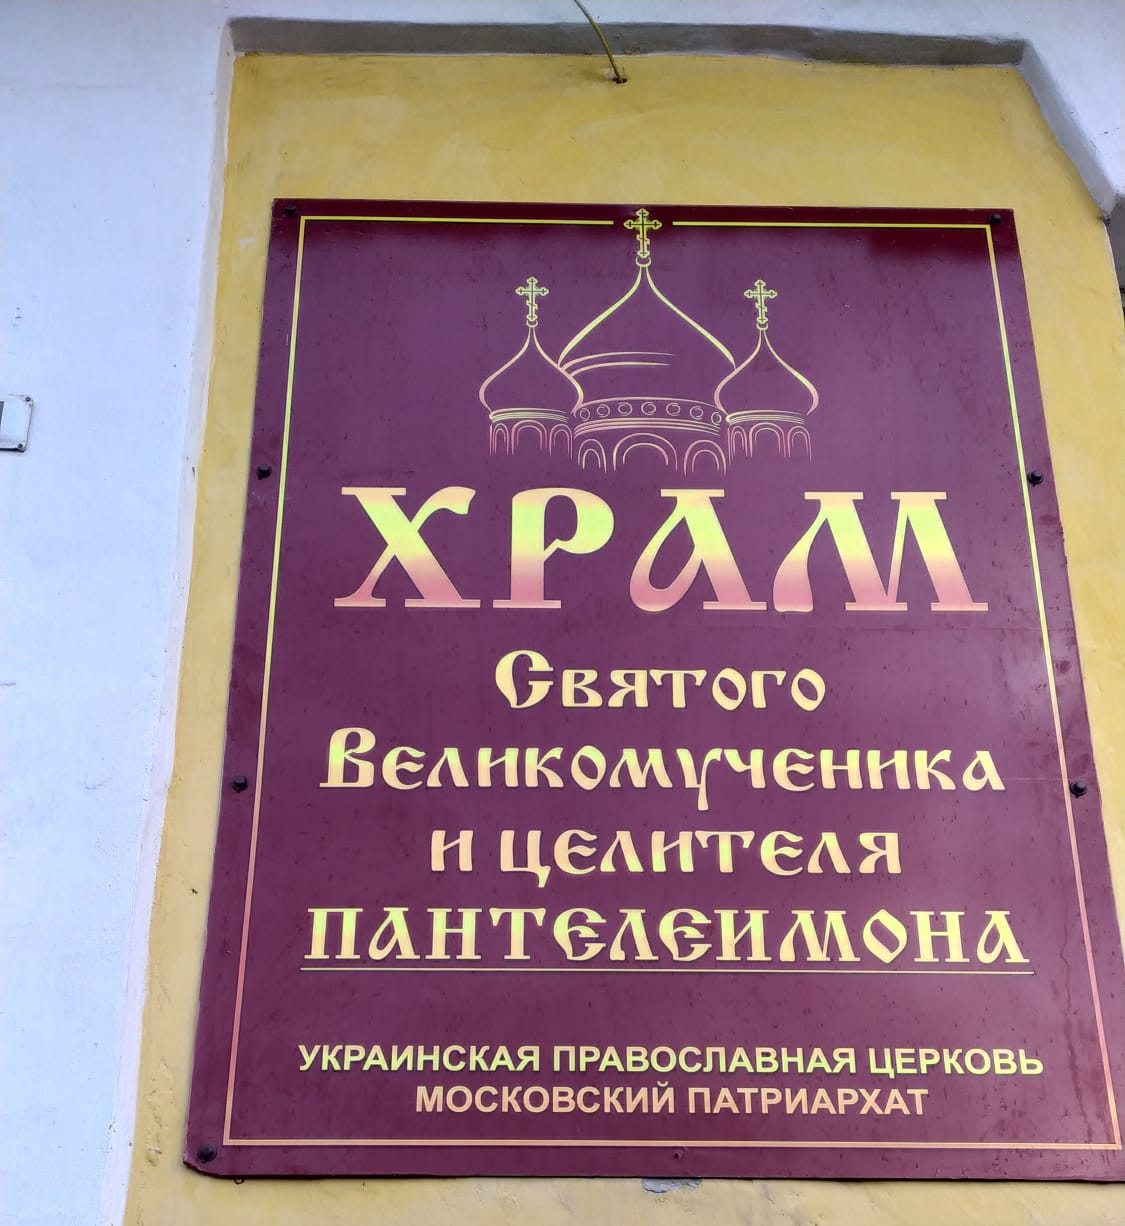 ХРАМ
Святого
Великомученика
и целителя
ПАНТЕЛЕИМОНА
УКРАИНСКАЯ ПРАВОСЛАВНАЯ ЦЕРКОВЬ
МОСКОВСКИЙ ПАТРИАРХАТ